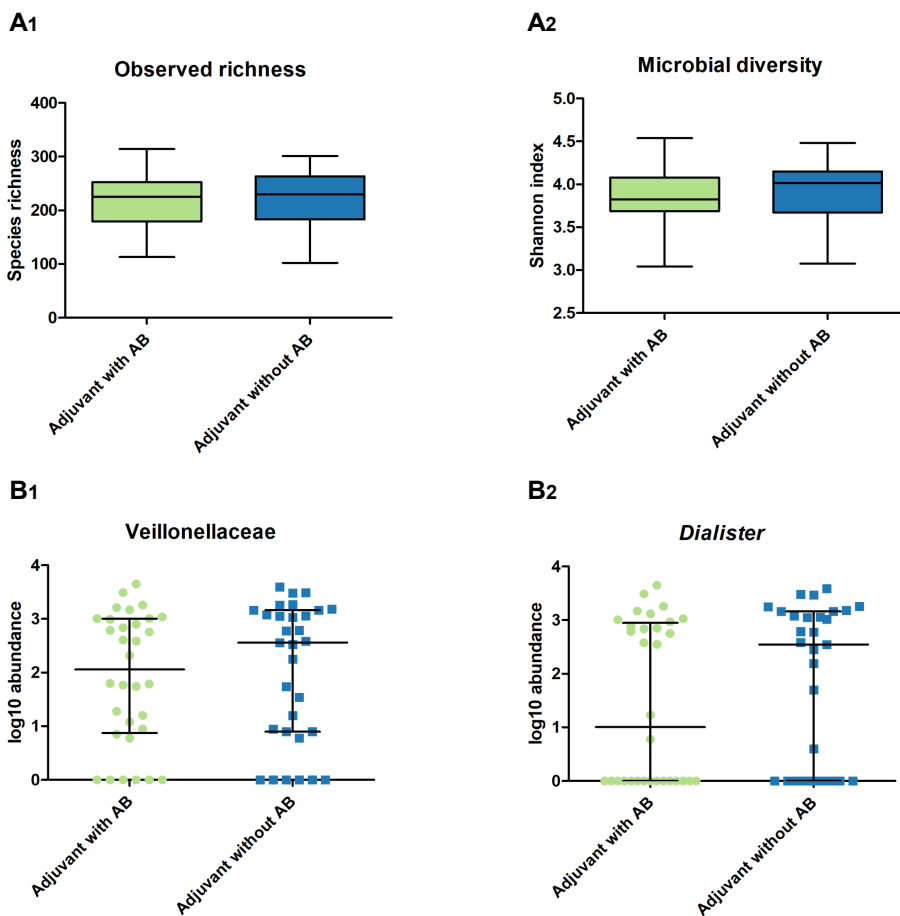 A1
Observed richness
Species richness
400
300
200
100
0
Adjuvant with AB
Adjuvant without AB
A2
Microbial diversity
Shannon index
5.0
4.5
4.0
3.5
3.0
2.5
Adjuvant with AB
Adjuvant without AB
B1
Veillonellaceae
log10 abundance
4
3
2
1
0
Adjuvant with AB
Adjuvant without AB
B2
Dialister
log10 abundance
4
3
2
1
0
Adjuvant with AB
Adjuvant without AB